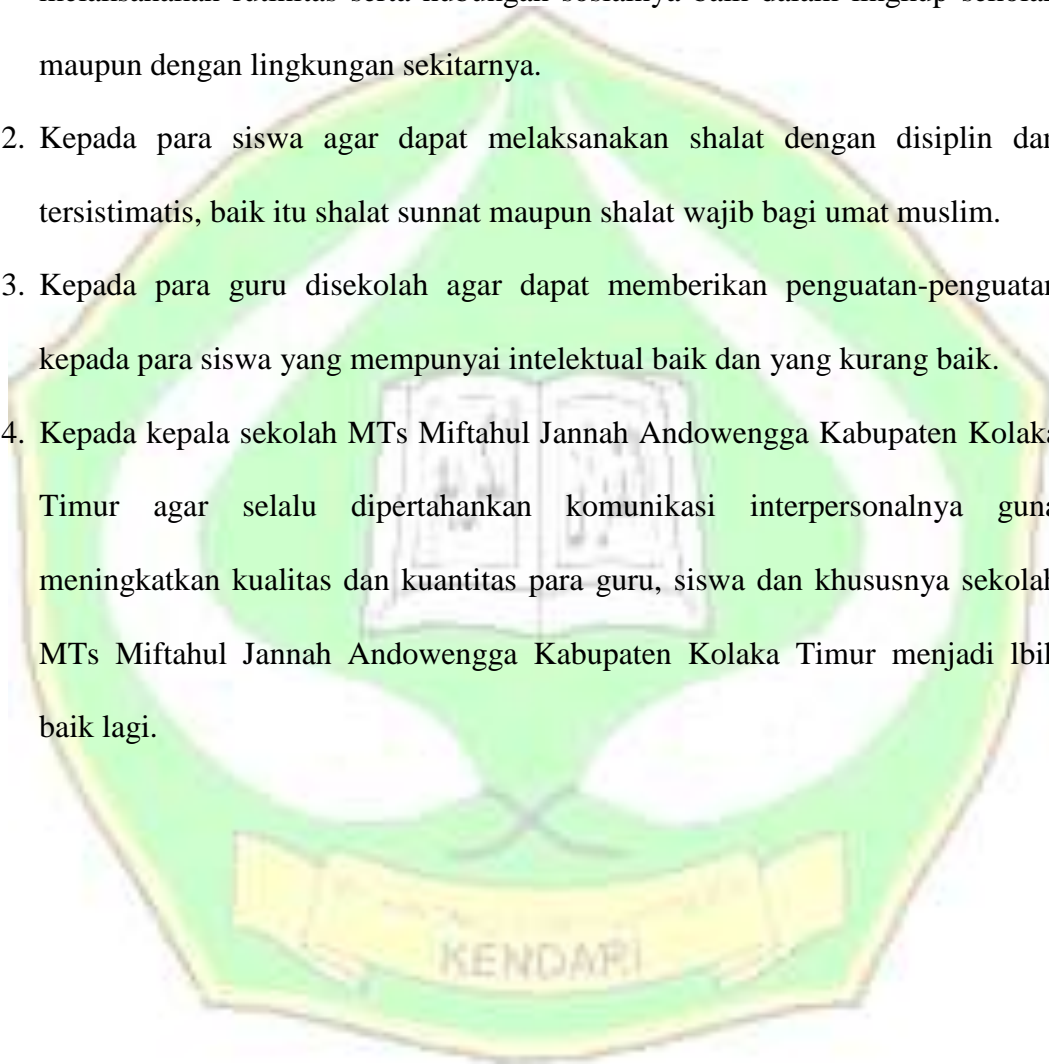 maupun dengan lingkungan sekitarnya.
2. Kepada para siswa agar dapat melaksanakan shalat dengan disiplin dan
tersistimatis, baik itu shalat sunnat maupun shalat wajib bagi umat muslim.
3. Kepada para guru disekolah agar dapat memberikan penguatan-penguatan
kepada para siswa yang mempunyai intelektual baik dan yang kurang baik.
4. Kepada kepala sekolah MTs Miftahul Jannah Andowengga Kabupaten Kolaka
Timur agar selalu dipertahankan komunikasi interpersonalnya guna
meningkatkan kualitas dan kuantitas para guru, siswa dan khususnya sekolah
MTs Miftahul Jannah Andowengga Kabupaten Kolaka Timur menjadi lbih
baik lagi.
KENDARI